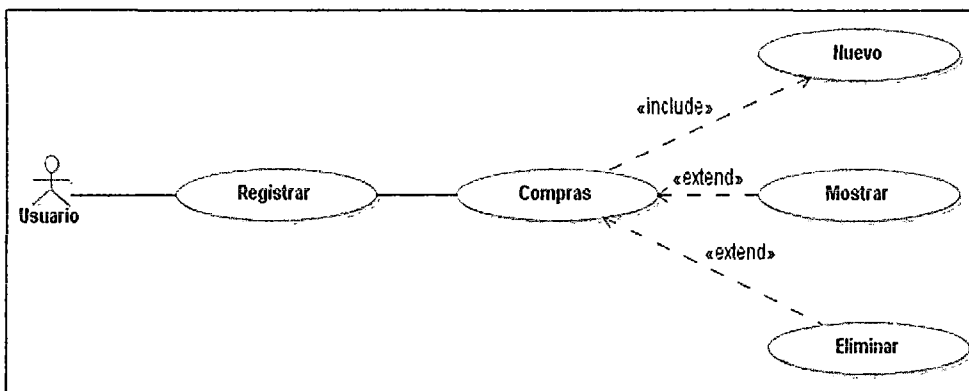 Nuevo
«include»
Usuario
Registrar
Compras
«extend»
Mostrar
«extend»
Eliminar